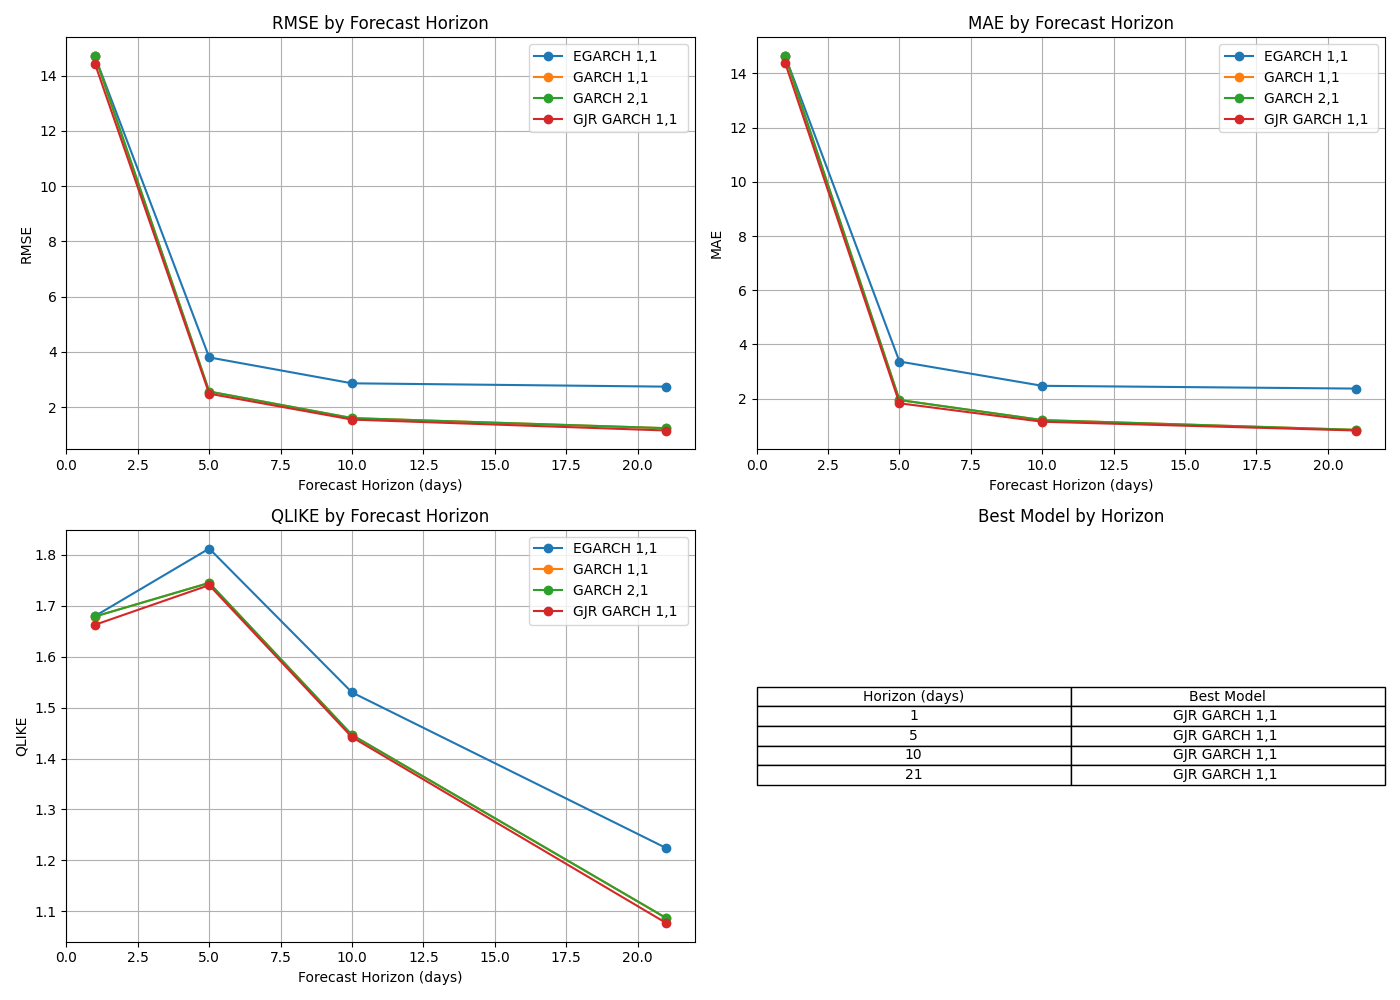 RMSE by Forecast Horizon
14
12
10
8
6
4
2
RMSE
0.0 2.5 5.0 7.5 10.0 12.5 15.0 17.5 20.0
Forecast Horizon (days)
EGARCH 1,1
GARCH 1,1
GARCH 2,1
GJR GARCH 1,1
MAE by Forecast Horizon
14
12
10
8
6
4
2
MAE
0.0 2.5 5.0 7.5 10.0 12.5 15.0 17.5 20.0
Forecast Horizon (days)
EGARCH 1,1
GARCH 1,1
GARCH 2,1
GJR GARCH 1,1
QLIKE by Forecast Horizon
1.8
1.7
1.6
1.5
1.4
1.3
1.2
1.1
QLIKE
0.0 2.5 5.0 7.5 10.0 12.5 15.0 17.5 20.0
Forecast Horizon (days)
EGARCH 1,1
GARCH 1,1
GARCH 2,1
GJR GARCH 1,1
Best Model by Horizon
Horizon (days) Best Model
1 GJR GARCH 1,1
5 GJR GARCH 1,1
10 GJR GARCH 1,1
21 GJR GARCH 1,1